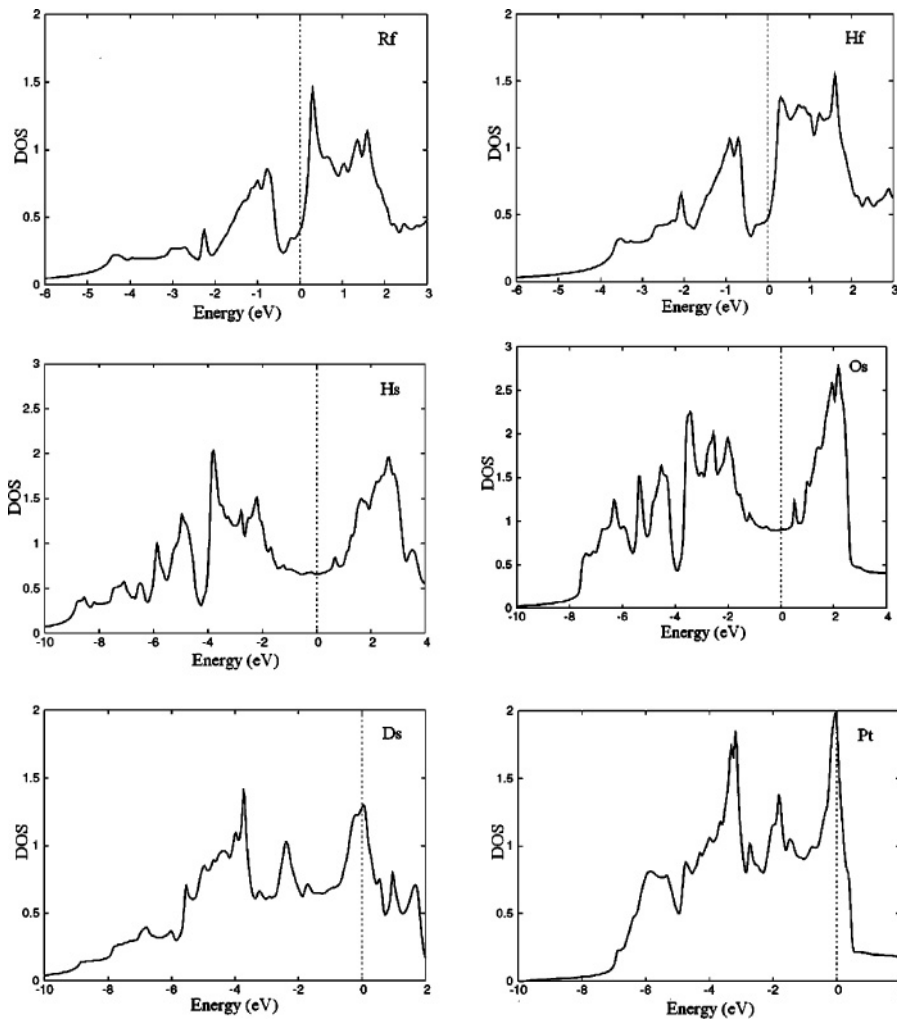 Rf
2
1.5
1
0.5
0
DOS
-6 -5 -4 -3 -2 -1 0 1 2 3
Energy (eV)
Hf
2
1.5
1
0.5
0
DOS
-6 -5 -4 -3 -2 -1 0 1 2 3
Energy (eV)
Hs
3
2.5
2
1.5
1
0.5
0
DOS
-10 -8 -6 -4 -2 0 2 4
Energy (eV)
Os
3
2.5
2
1.5
1
0.5
0
DOS
-10 -8 -6 -4 -2 0 2 4
Energy (eV)
Ds
2
1.5
1
0.5
0
DOS
-10 -8 -6 -4 -2 0 2
Energy (eV)
Pt
2
1.5
1
0.5
0
DOS
-10 -8 -6 -4 -2 0
Energy (eV)